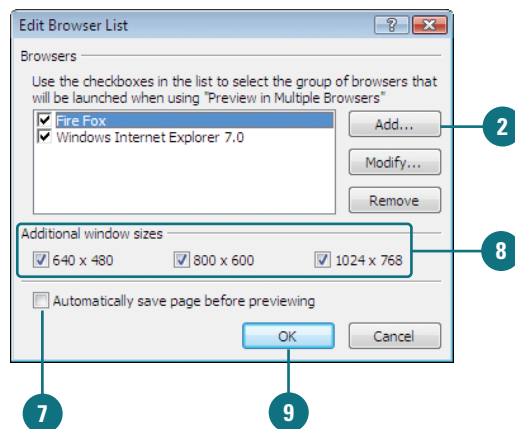 Edit Browser List
Browsers
Use the checkboxes in the list to select the group of browsers that
will be launched when using "Preview in Multiple Browsers"
Fire Fox
Windows Internet Explorer 7.0
Add...
2
Modify...
Remove
Additional window sizes
640 x 480
800 x 600
1024 x 768
8
Automatically save page before previewing
OK
Cancel
7
9